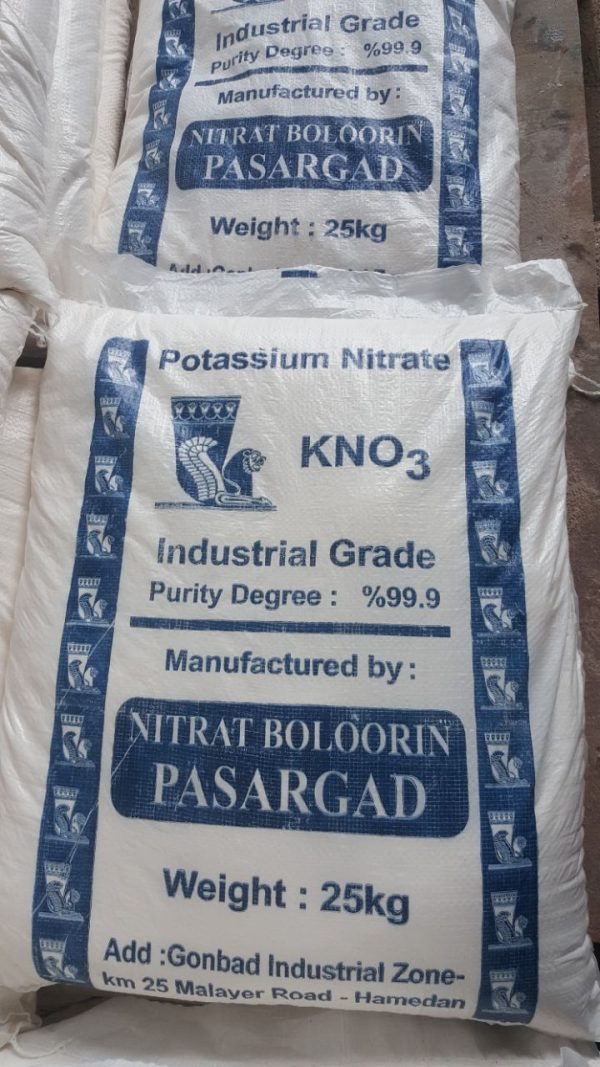 Industrial Grade
Purity Degree : %99.9
Manufactured by :
NITRAT BOLOORIN
PASARGAD
Weight : 25kg
Potassium Nitrate
KNO3
Industrial Grade
Purity Degree : %99.9
Manufactured by :
NITRAT BOLOORIN
PASARGAD
Weight : 25kg
Add :Gonbad Industrial Zone-
km 25 Malayer Road - Hamedan